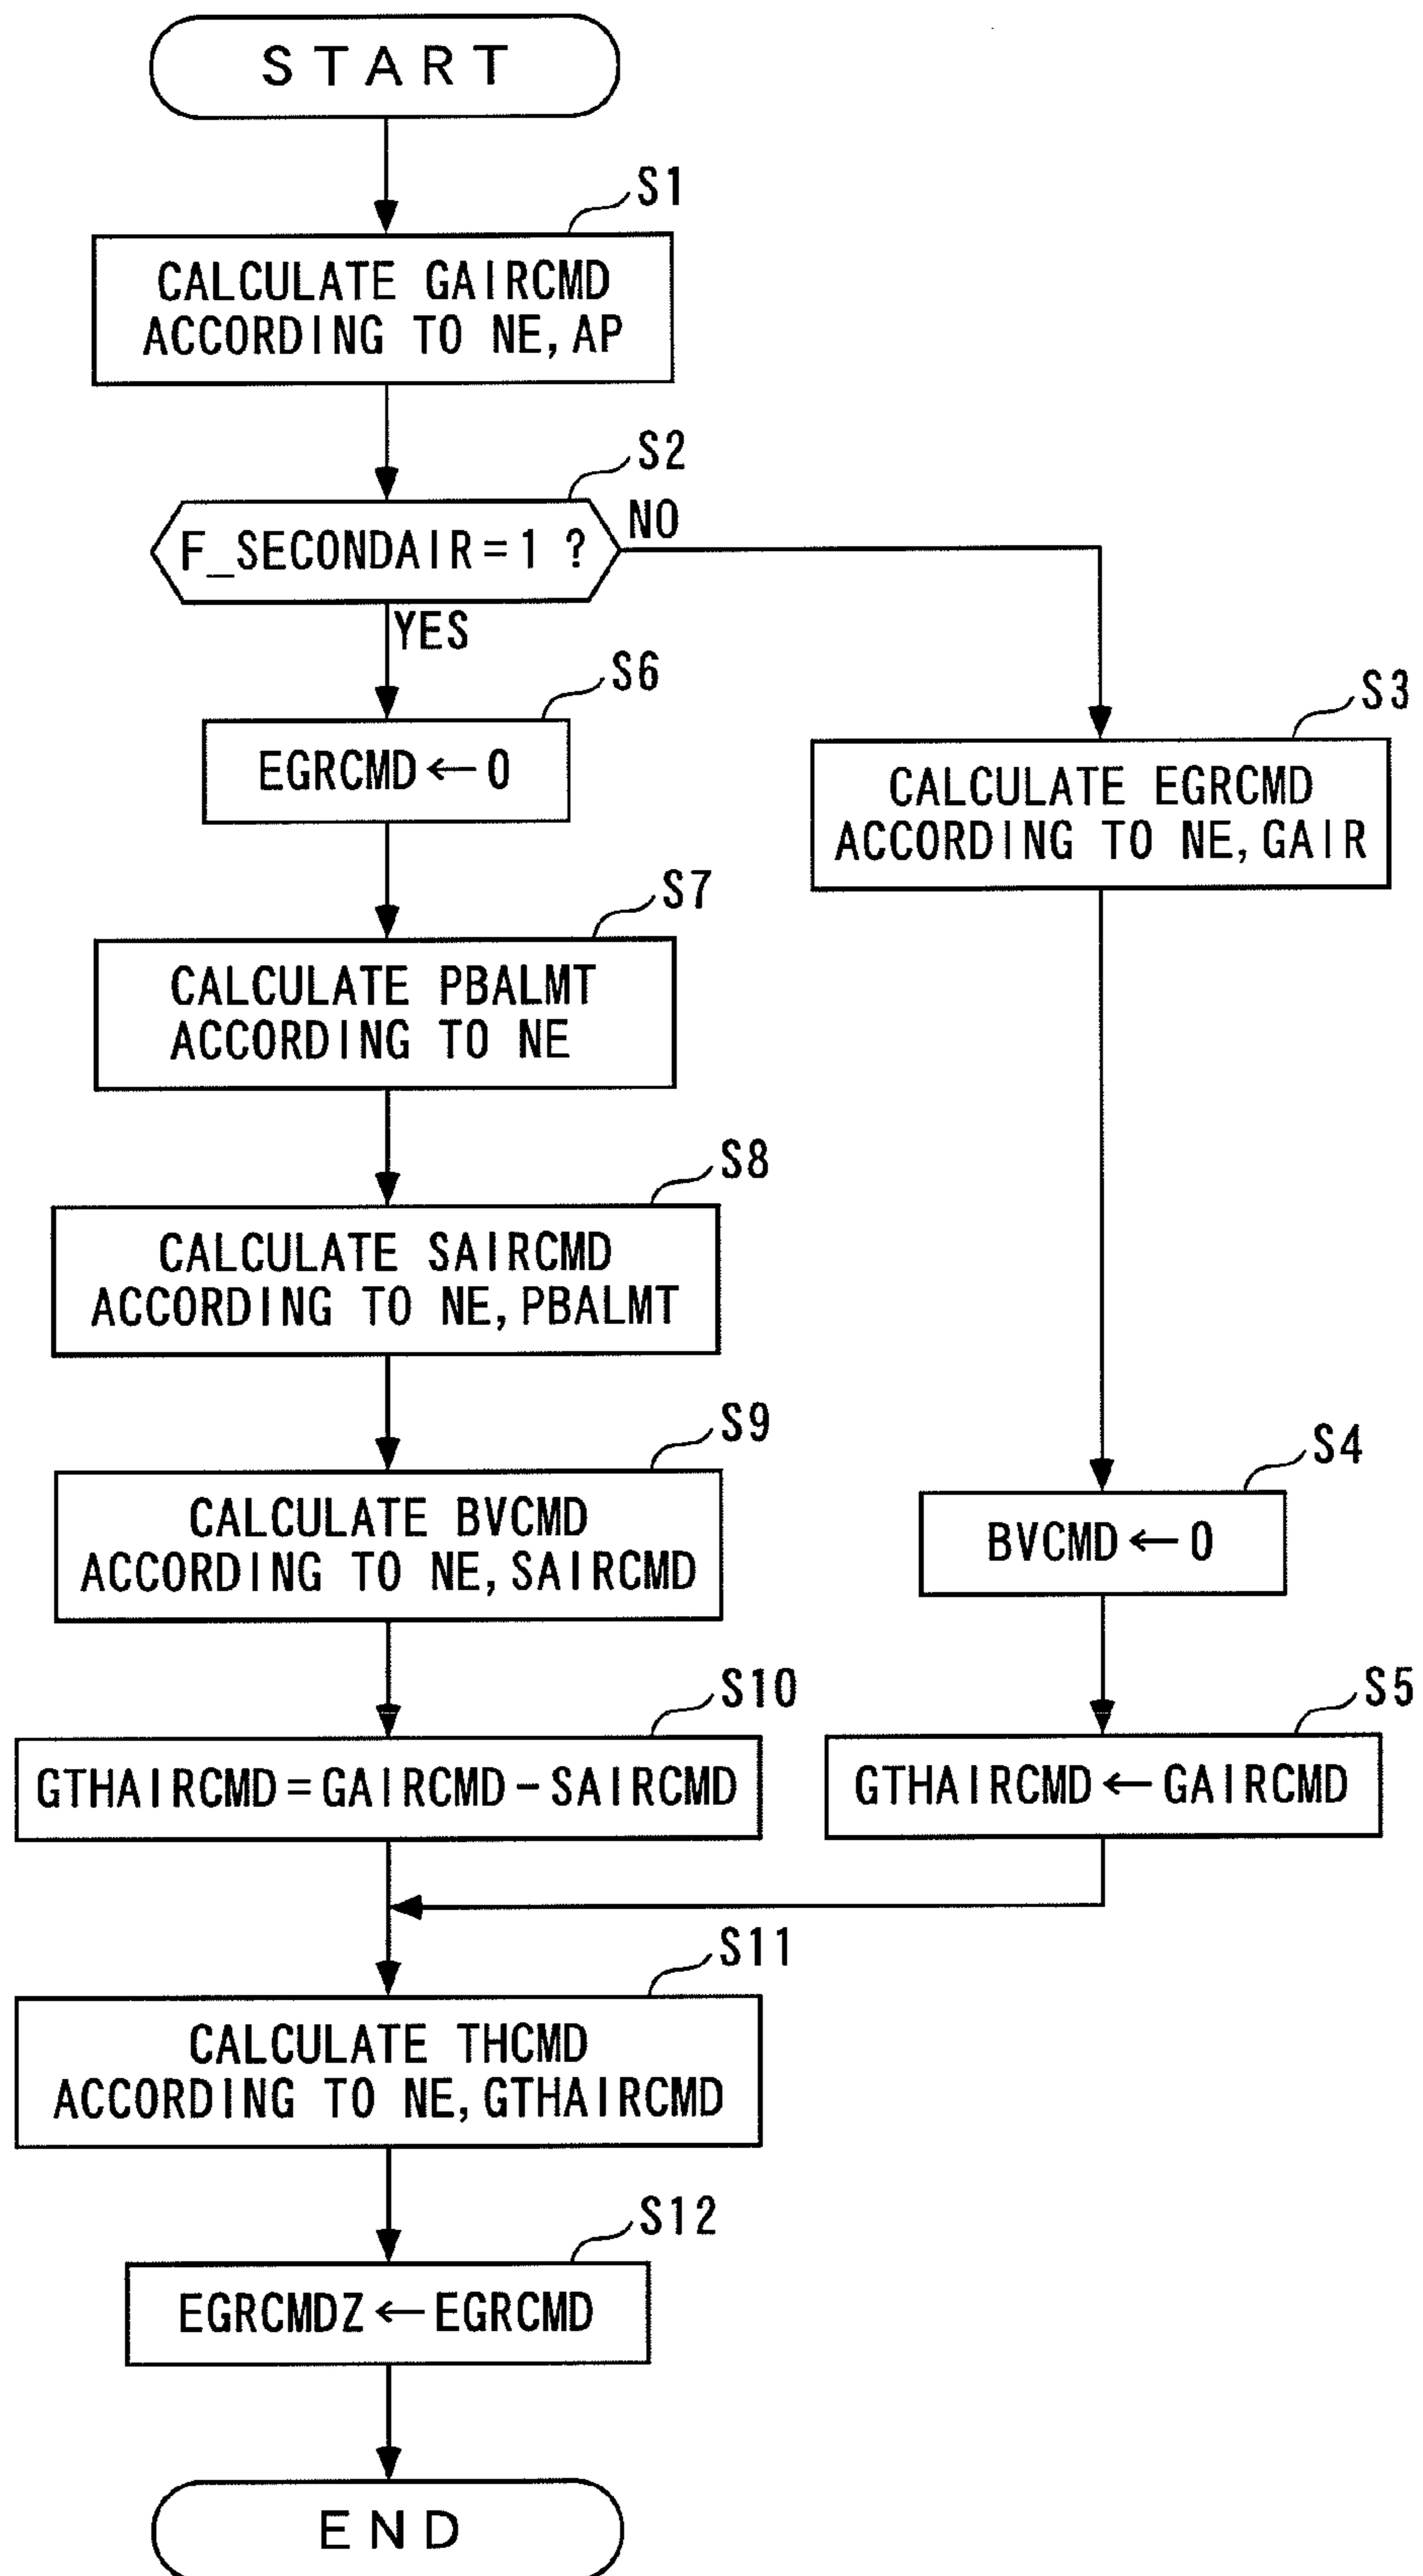 START
S1
CALCULATE GAIRCMD
ACCORDING TO NE, AP
S2
F_SECONDAIR = 1 ?
NO
YES
S6
EGRCMD ← 0
S3
CALCULATE EGRCMD
ACCORDING TO NE, GAIR
S7
CALCULATE PBALMT
ACCORDING TO NE
S8
CALCULATE SAIRCMD
ACCORDING TO NE, PBALMT
S9
CALCULATE BVCMD
ACCORDING TO NE, SAIRCMD
S4
BVCMD ← 0
S10
GTHAIRCMD = GAIRCMD - SAIRCMD
S5
GTHAIRCMD ← GAIRCMD
S11
CALCULATE THCMD
ACCORDING TO NE, GTHAIRCMD
S12
EGRCMDZ ← EGRCMD
END